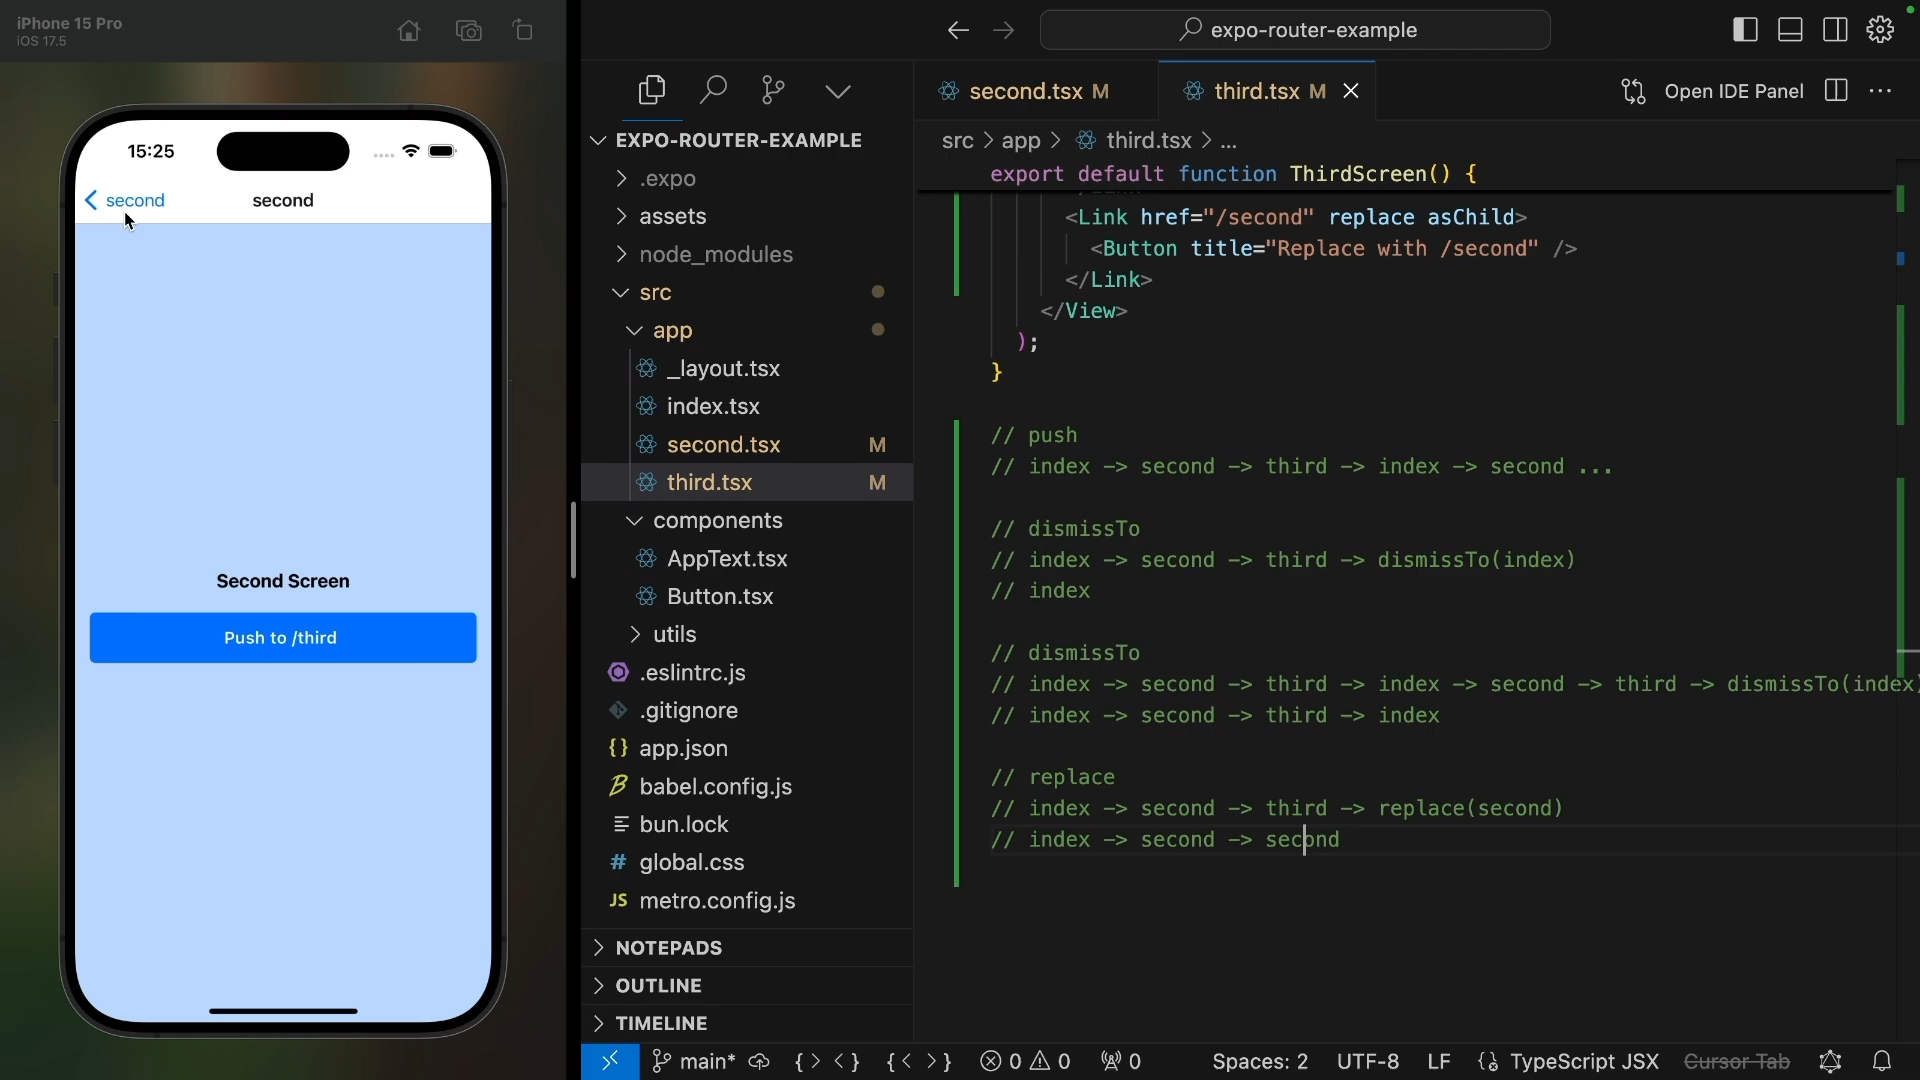 iPhone 15 Pro
iOS 17.5
15:25
second
second
Second Screen
Push to /third
expo-router-example
EXPO-ROUTER-EXAMPLE
.expo
assets
node_modules
src
app
_layout.tsx
index.tsx
second.tsx M
third.tsx M
components
AppText.tsx
Button.tsx
utils
.eslintrc.js
.gitignore
{} app.json
babel.config.js
bun.lock
# global.css
JS metro.config.js
NOTEPADS
OUTLINE
TIMELINE
second.tsx M
third.tsx M
Open IDE Panel
src > app > third.tsx > ...
export default function ThirdScreen() {
<Link href="/second" replace asChild>
<Button title="Replace with /second" />
</Link>
</View>
);
}
// push
// index -> second -> third -> index -> second ...
// dismissTo
// index -> second -> third -> dismissTo(index)
// index
// dismissTo
// index -> second -> third -> index -> second -> third -> dismissTo(index)
// index -> second -> third -> index
// replace
// index -> second -> third -> replace(second)
// index -> second -> second
main* 0 0 0 Spaces: 2 UTF-8 LF TypeScript JSX Cursor Tab